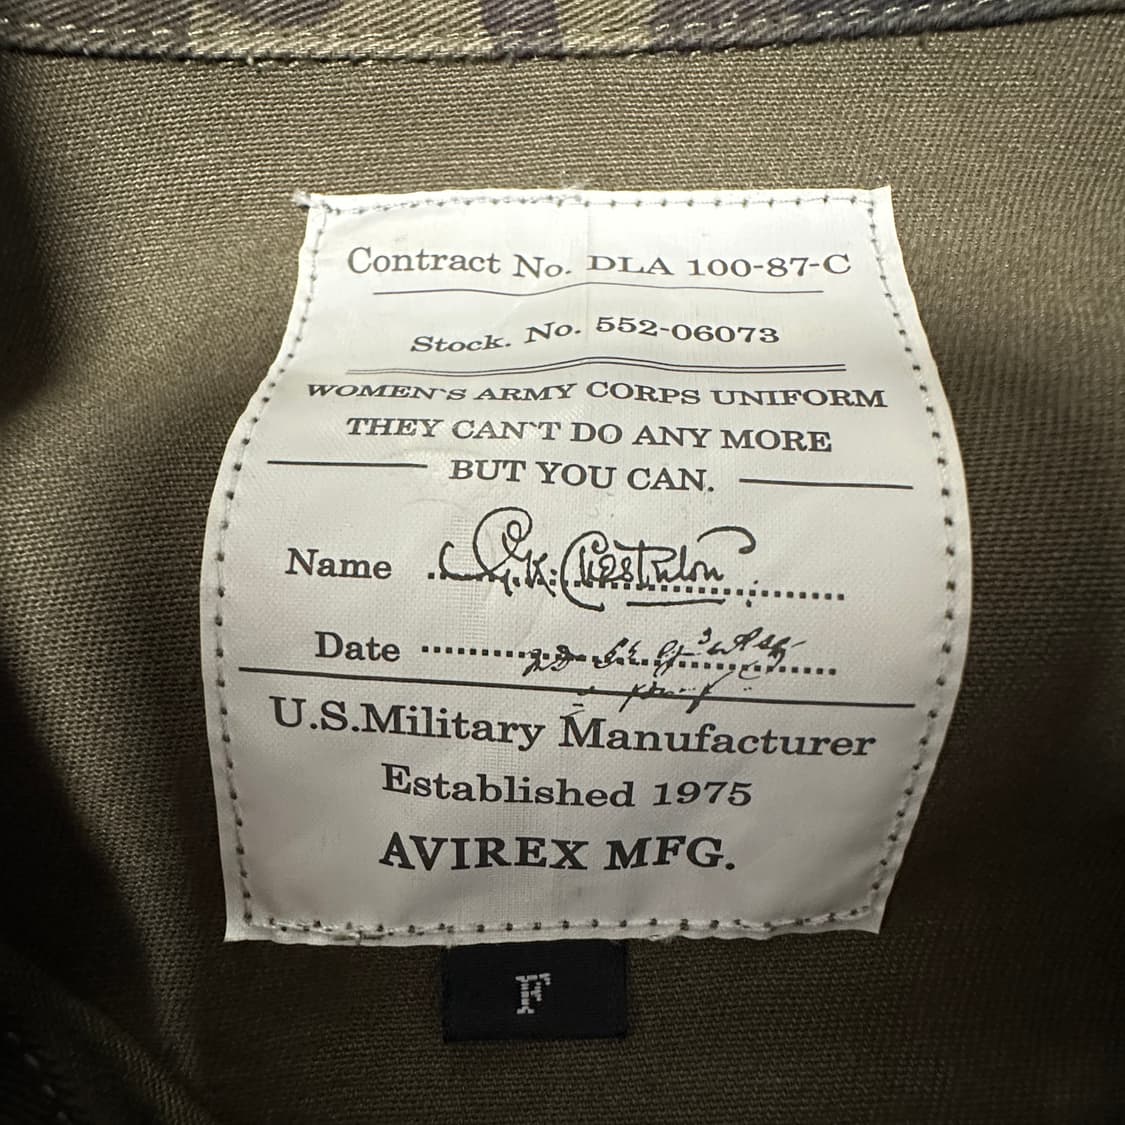 Contract No. DLA 100-87-C
Stock. No. 552-06073
WOMEN'S ARMY CORPS UNIFORM
THEY CAN'T DO ANY MORE
BUT YOU CAN.
Name G.K. Chesterton
Date
U.S.Military Manufacturer
Established 1975
AVIREX MFG.
F